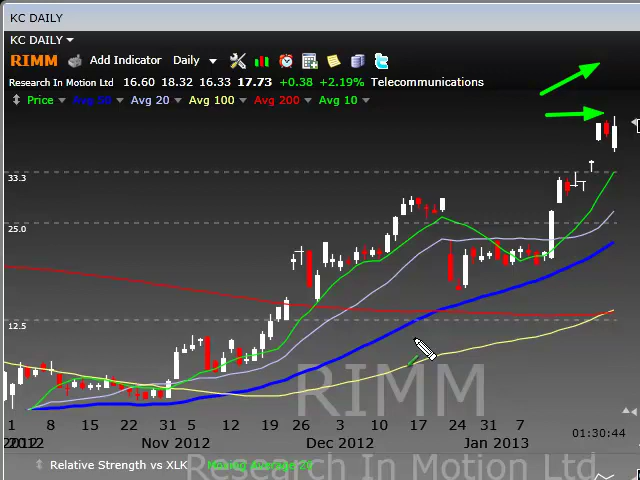 KC DAILY
KC DAILY
RIMM Add Indicator Daily
Research In Motion Ltd 16.60 18.32 16.33 17.73 +0.38 +2.19% Telecommunications
Price Avg 50 Avg 20 Avg 100 Avg 200 Avg 10
33.3
25.0
12.5
RIMM
1 8 15 22 31 5 12 19 26 3 10 17 24 31 7
2012 Nov 2012 Dec 2012 Jan 2013
01:30:44
Relative Strength vs XLK Moving Average 20
Research In Motion Ltd